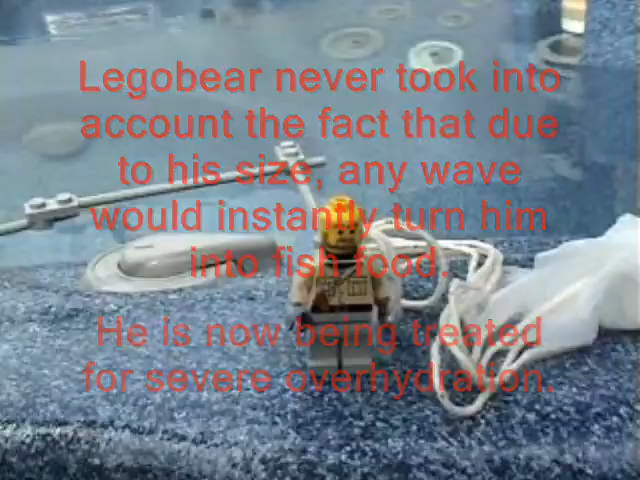 Legobear never took into
account the fact that due
to his size, any wave
would instantly turn him
into fish food.
He is now being treated
for severe overhydration.